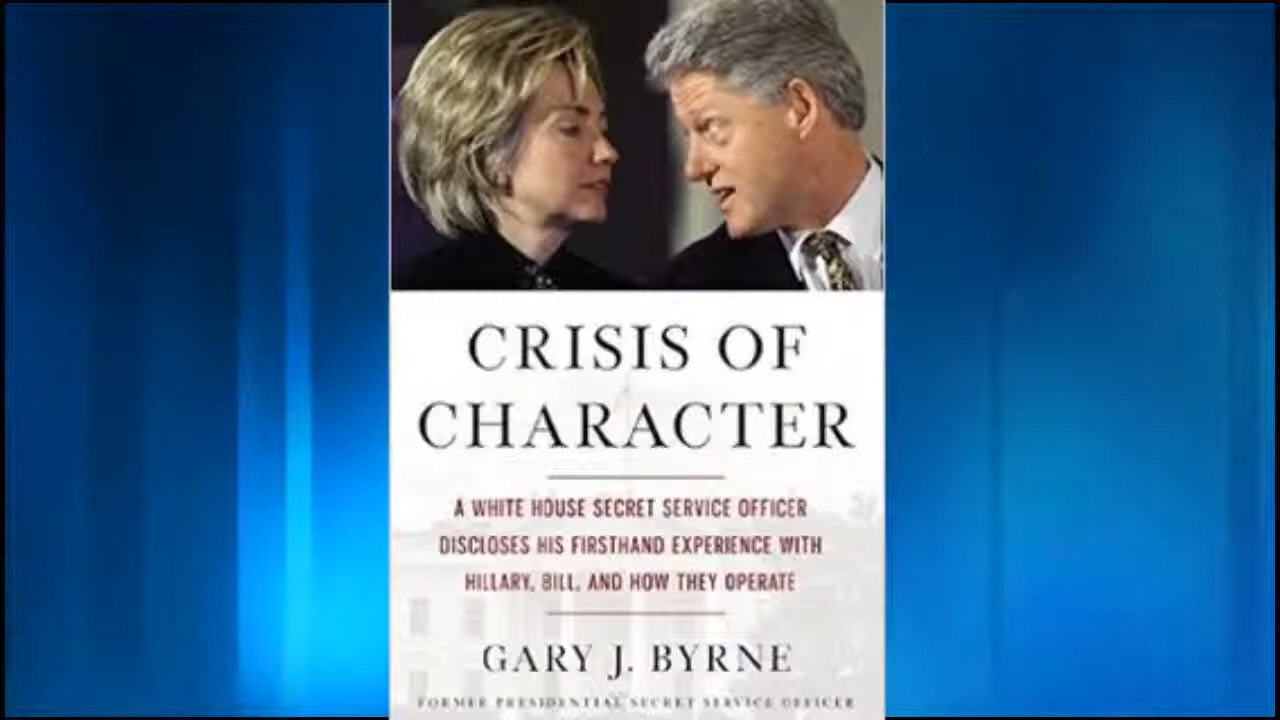 CRISIS OF
CHARACTER
A WHITE HOUSE SECRET SERVICE OFFICER
DISCLOSES HIS FIRSTHAND EXPERIENCE WITH
HILLARY, BILL, AND HOW THEY OPERATE
GARY J. BYRNE
FORMER PRESIDENTIAL SECRET SERVICE OFFICER